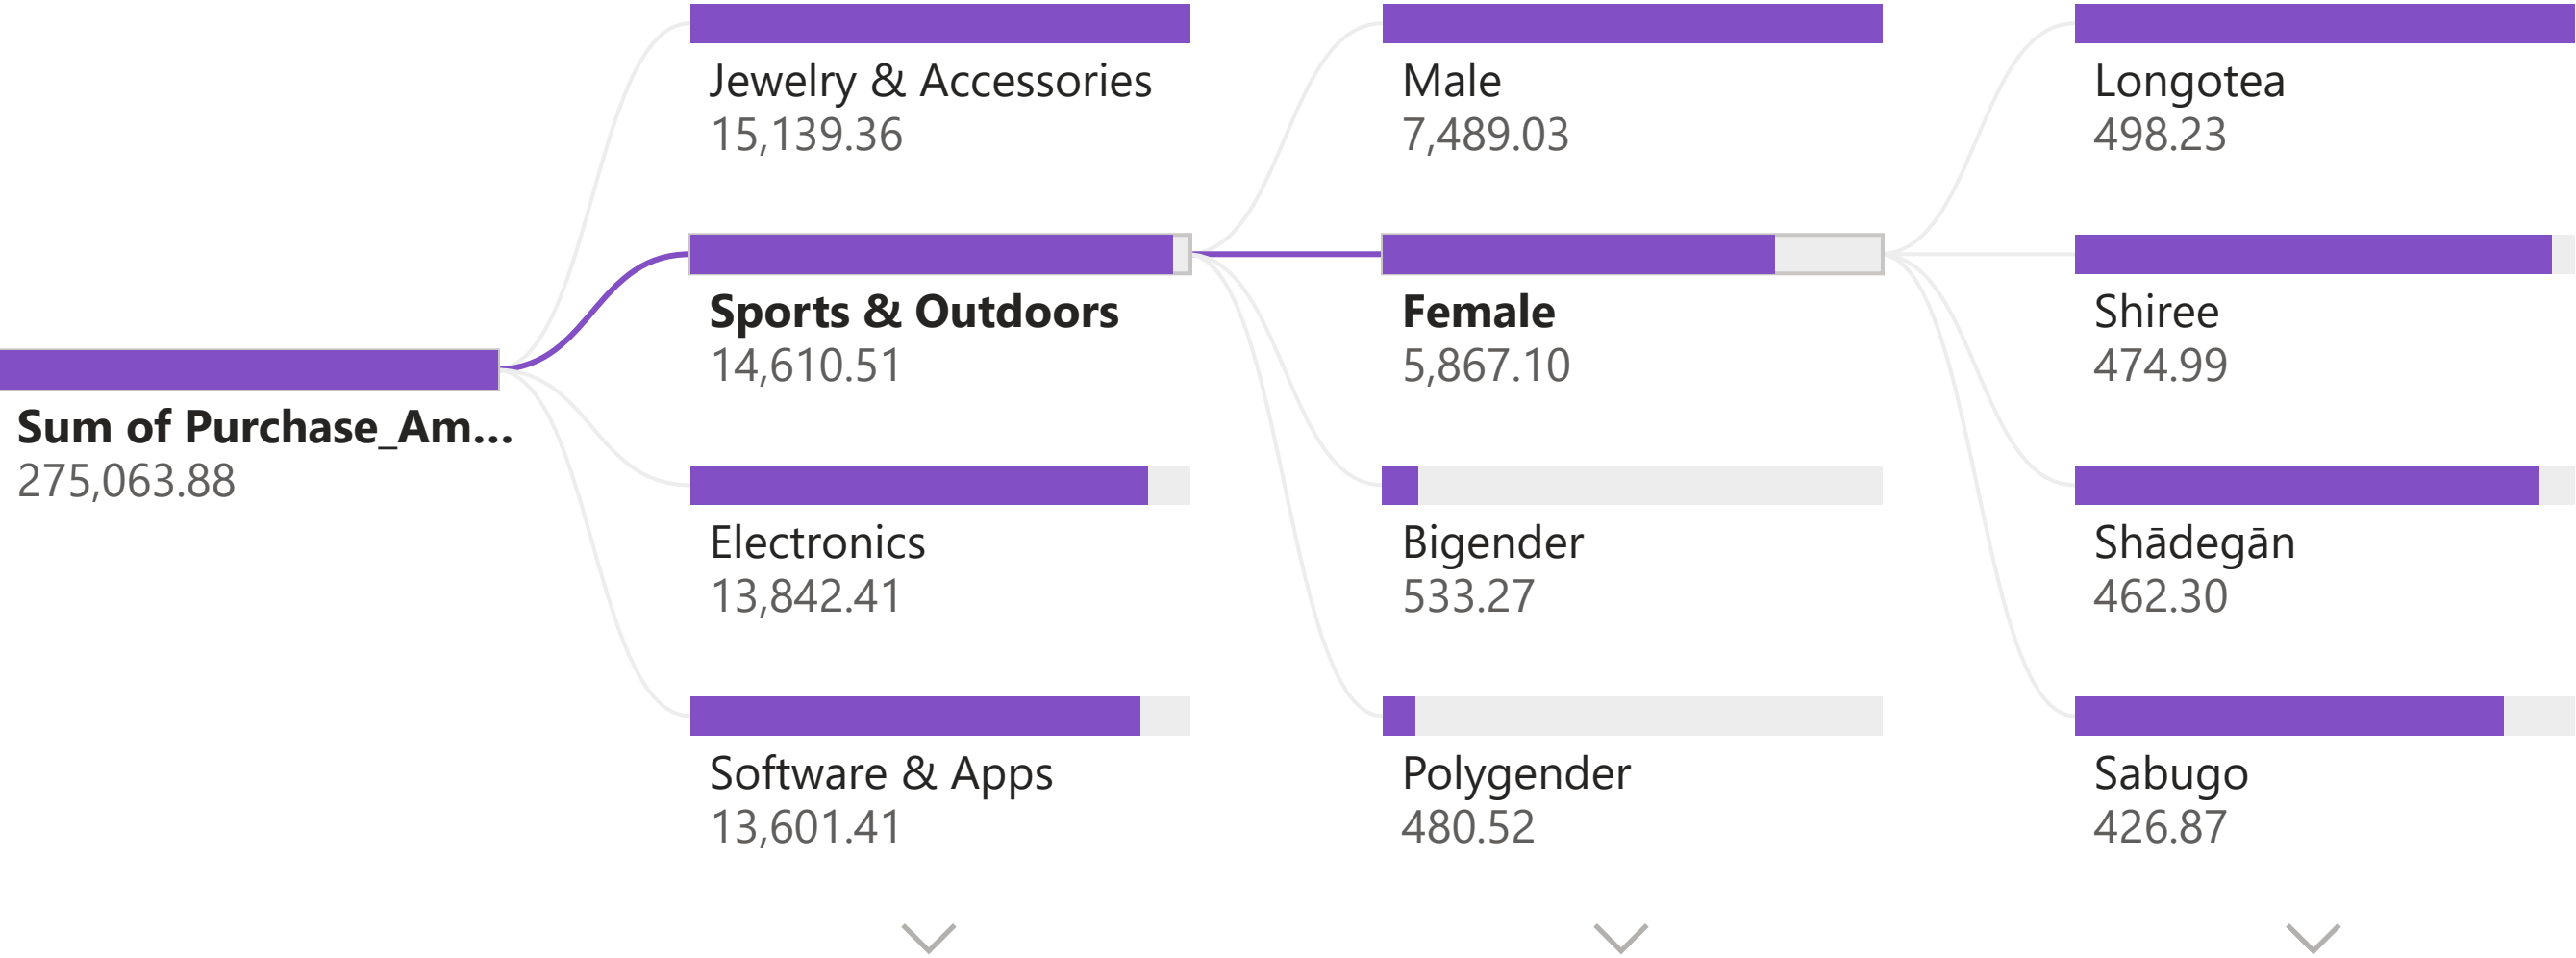 Sum of Purchase_Am...
275,063.88
Jewelry & Accessories
15,139.36
Sports & Outdoors
14,610.51
Electronics
13,842.41
Software & Apps
13,601.41
Male
7,489.03
Female
5,867.10
Bigender
533.27
Polygender
480.52
Longotea
498.23
Shiree
474.99
Shādegān
462.30
Sabugo
426.87